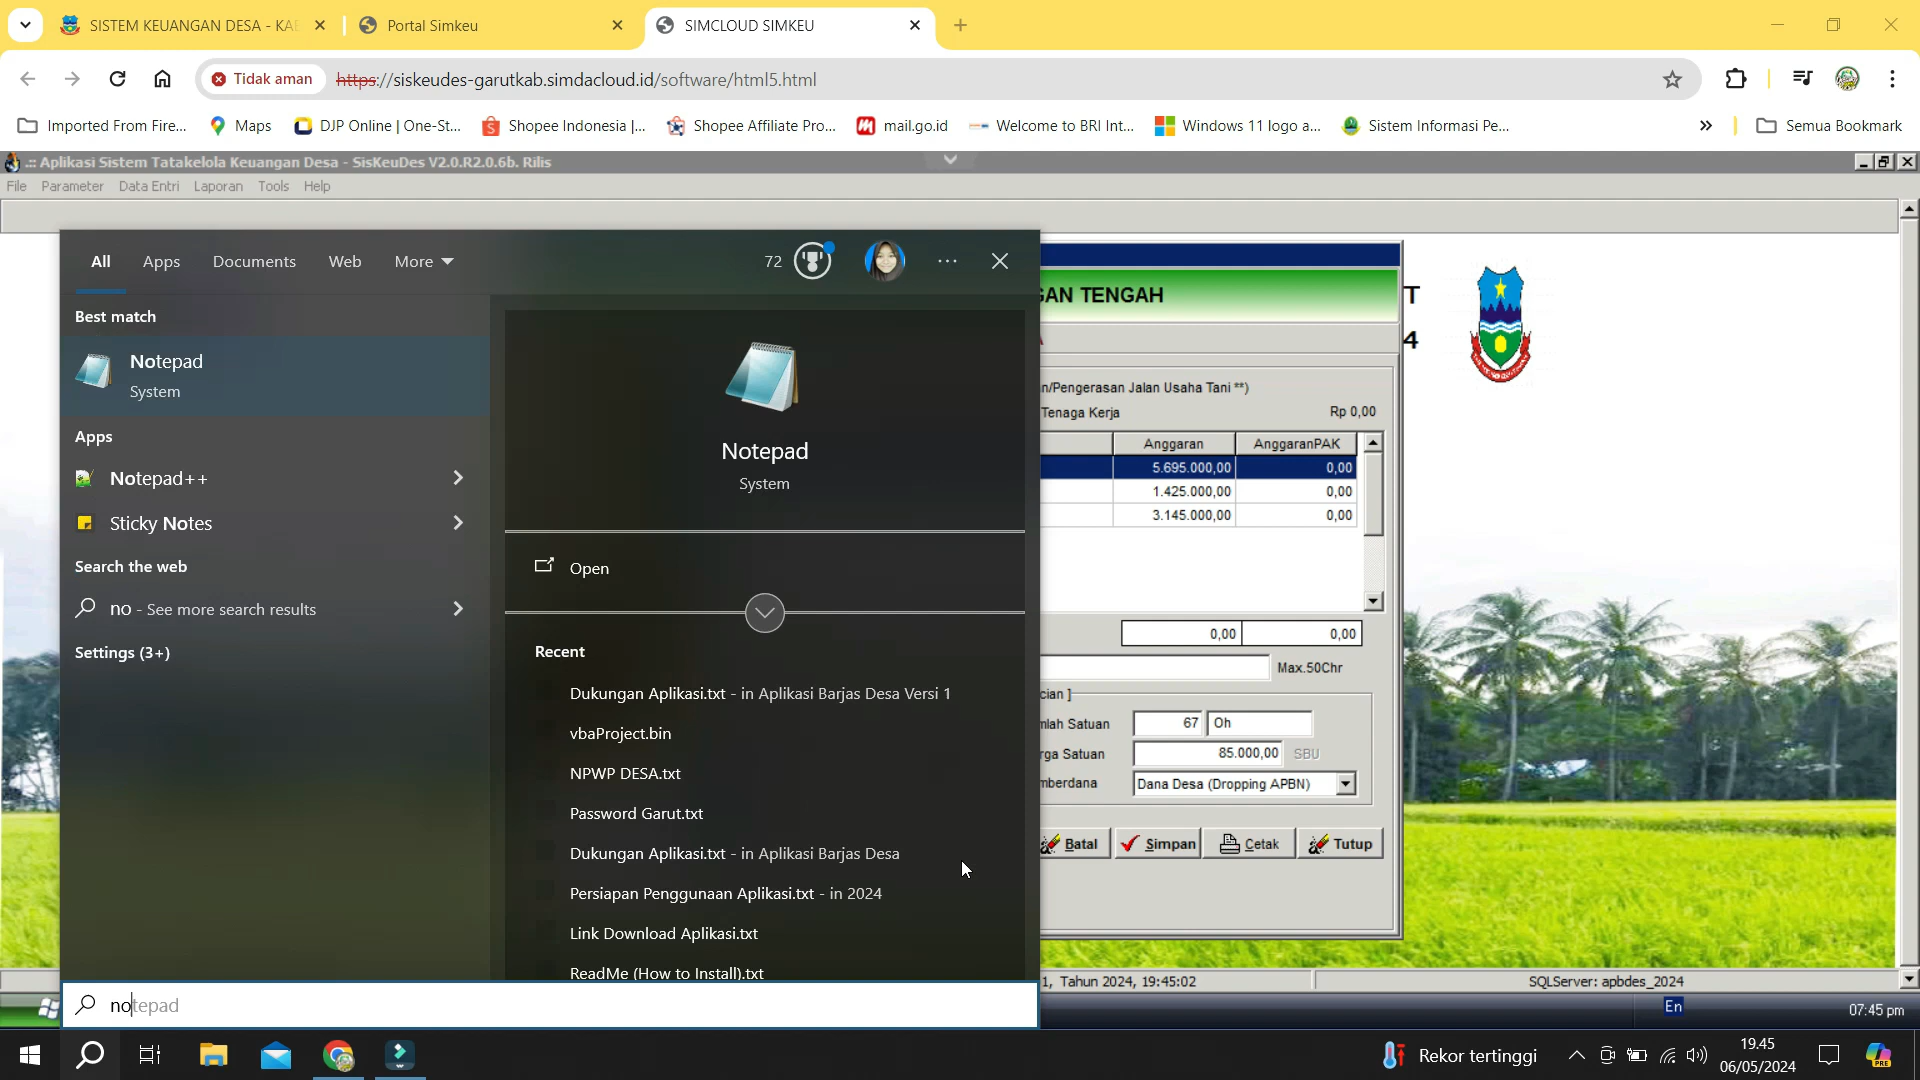 SISTEM KEUANGAN DESA - KAB
Portal Simkeu
SIMCLOUD SIMKEU
Tidak aman
https://siskeudes-garutkab.simdacloud.id/software/html5.html
Imported From Fire...
Maps
DJP Online | One-St...
Shopee Indonesia |...
Shopee Affiliate Pro...
mail.go.id
Welcome to BRI Int...
Windows 11 logo a...
Sistem Informasi Pe...
»
Semua Bookmark
.:: Aplikasi Sistem Tatakelola Keuangan Desa - SisKeuDes V2.0.R2.0.6b. Rilis
File Parameter Data Entri Laporan Tools Help
All Apps Documents Web More
72
Best match
Notepad
System
Apps
Notepad++
Sticky Notes
Search the web
no - See more search results
Settings (3+)
Notepad
System
Open
Recent
Dukungan Aplikasi.txt - in Aplikasi Barjas Desa Versi 1
vbaProject.bin
NPWP DESA.txt
Password Garut.txt
Dukungan Aplikasi.txt - in Aplikasi Barjas Desa
Persiapan Penggunaan Aplikasi.txt - in 2024
Link Download Aplikasi.txt
ReadMe (How to Install).txt
notepad
GAN TENGAH
T
4
n/Pengerasan Jalan Usaha Tani **)
Tenaga Kerja Rp 0,00
Anggaran AnggaranPAK
5.695.000,00 0,00
1.425.000,00 0,00
3.145.000,00 0,00
0,00 0,00
Max.50Chr
cian ]
mlah Satuan 67 Oh
rga Satuan 85.000,00 SBU
mberdana Dana Desa (Dropping APBN)
Batal Simpan Cetak Tutup
1, Tahun 2024, 19:45:02
SQLServer: apbdes_2024
En
07:45 pm
Rekor tertinggi
19.45
06/05/2024
PRE